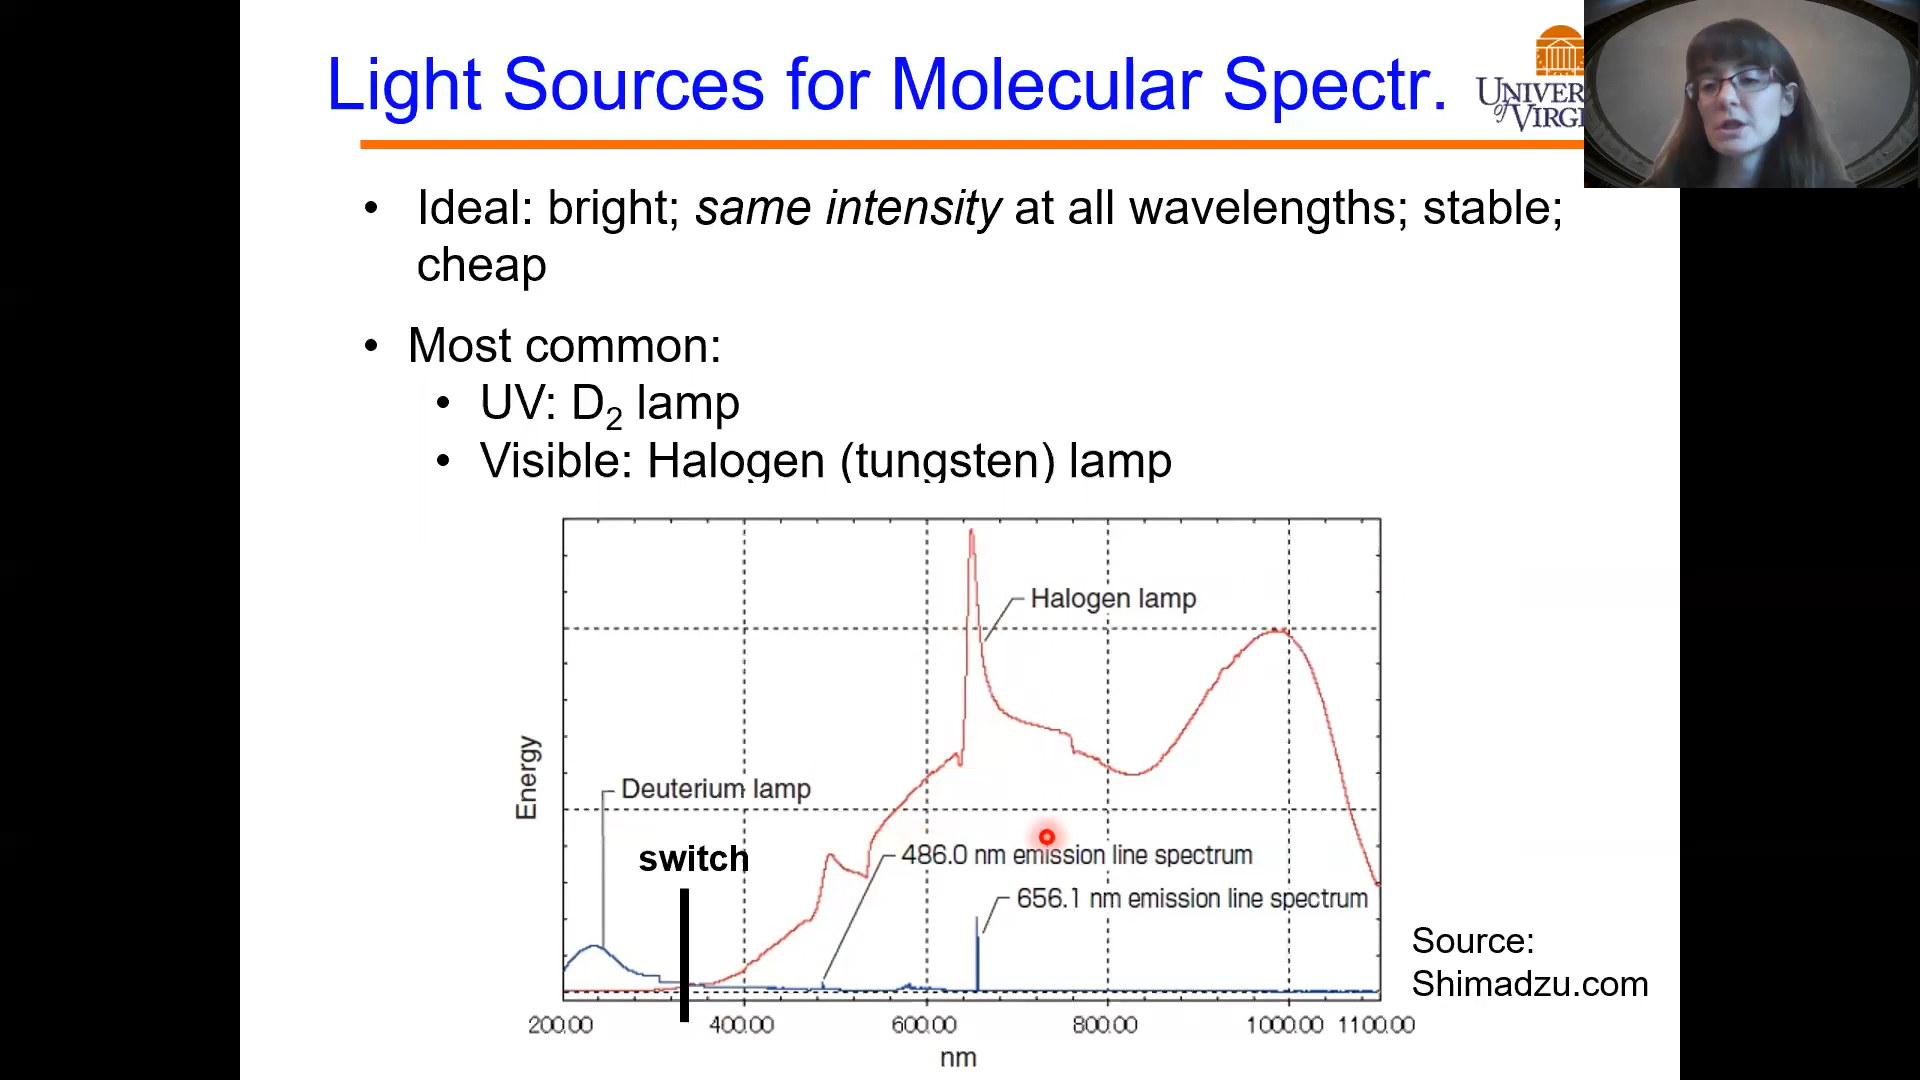 Light Sources for Molecular Spectr.
UNIVER
of VIRGI
• Ideal: bright; same intensity at all wavelengths; stable;
cheap
• Most common:
• UV: D₂ lamp
• Visible: Halogen (tungsten) lamp
Halogen lamp
Energy
Deuterium lamp
switch
486.0 nm emission line spectrum
656.1 nm emission line spectrum
Source:
Shimadzu.com
200.00 400.00 600.00 800.00 1000.00 1100.00
nm